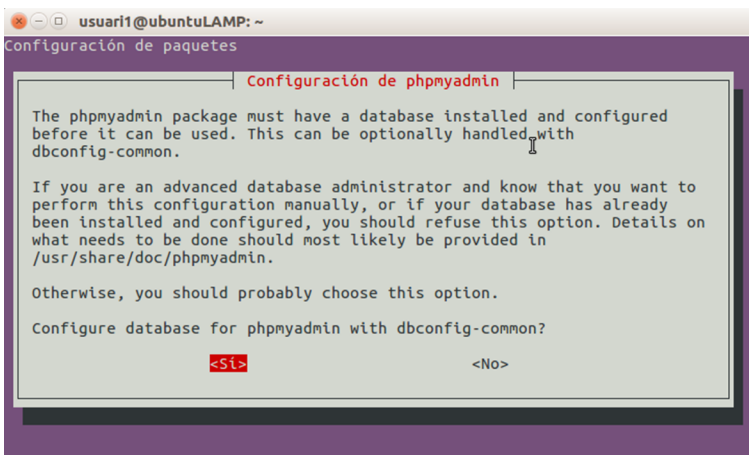 usuari1@ubuntuLAMP: ~
Configuración de paquetes
Configuración de phpmyadmin
The phpmyadmin package must have a database installed and configured
before it can be used. This can be optionally handled with
dbconfig-common.
If you are an advanced database administrator and know that you want to
perform this configuration manually, or if your database has already
been installed and configured, you should refuse this option. Details on
what needs to be done should most likely be provided in
/usr/share/doc/phpmyadmin.
Otherwise, you should probably choose this option.
Configure database for phpmyadmin with dbconfig-common?
<Sí> <No>